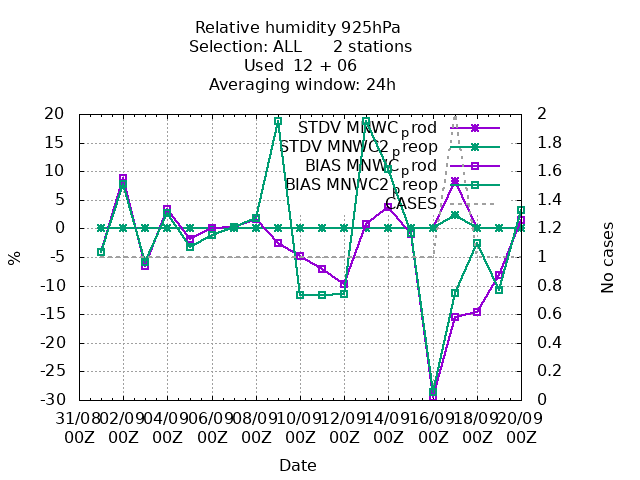 Relative humidity 925hPa
Selection: ALL      2 stations
Used  12 + 06
Averaging window: 24h
STDV MNWC_prod
STDV MNWC2_preop
BIAS MNWC_prod
BIAS MNWC2_preop
CASES
20
15
10
5
0
-5
-10
-15
-20
-25
-30
%
2
1.8
1.6
1.4
1.2
1
0.8
0.6
0.4
0.2
0
No cases
31/08 02/09 04/09 06/09 08/09 10/09 12/09 14/09 16/09 18/09 20/09
00Z 00Z 00Z 00Z 00Z 00Z 00Z 00Z 00Z 00Z 00Z
Date